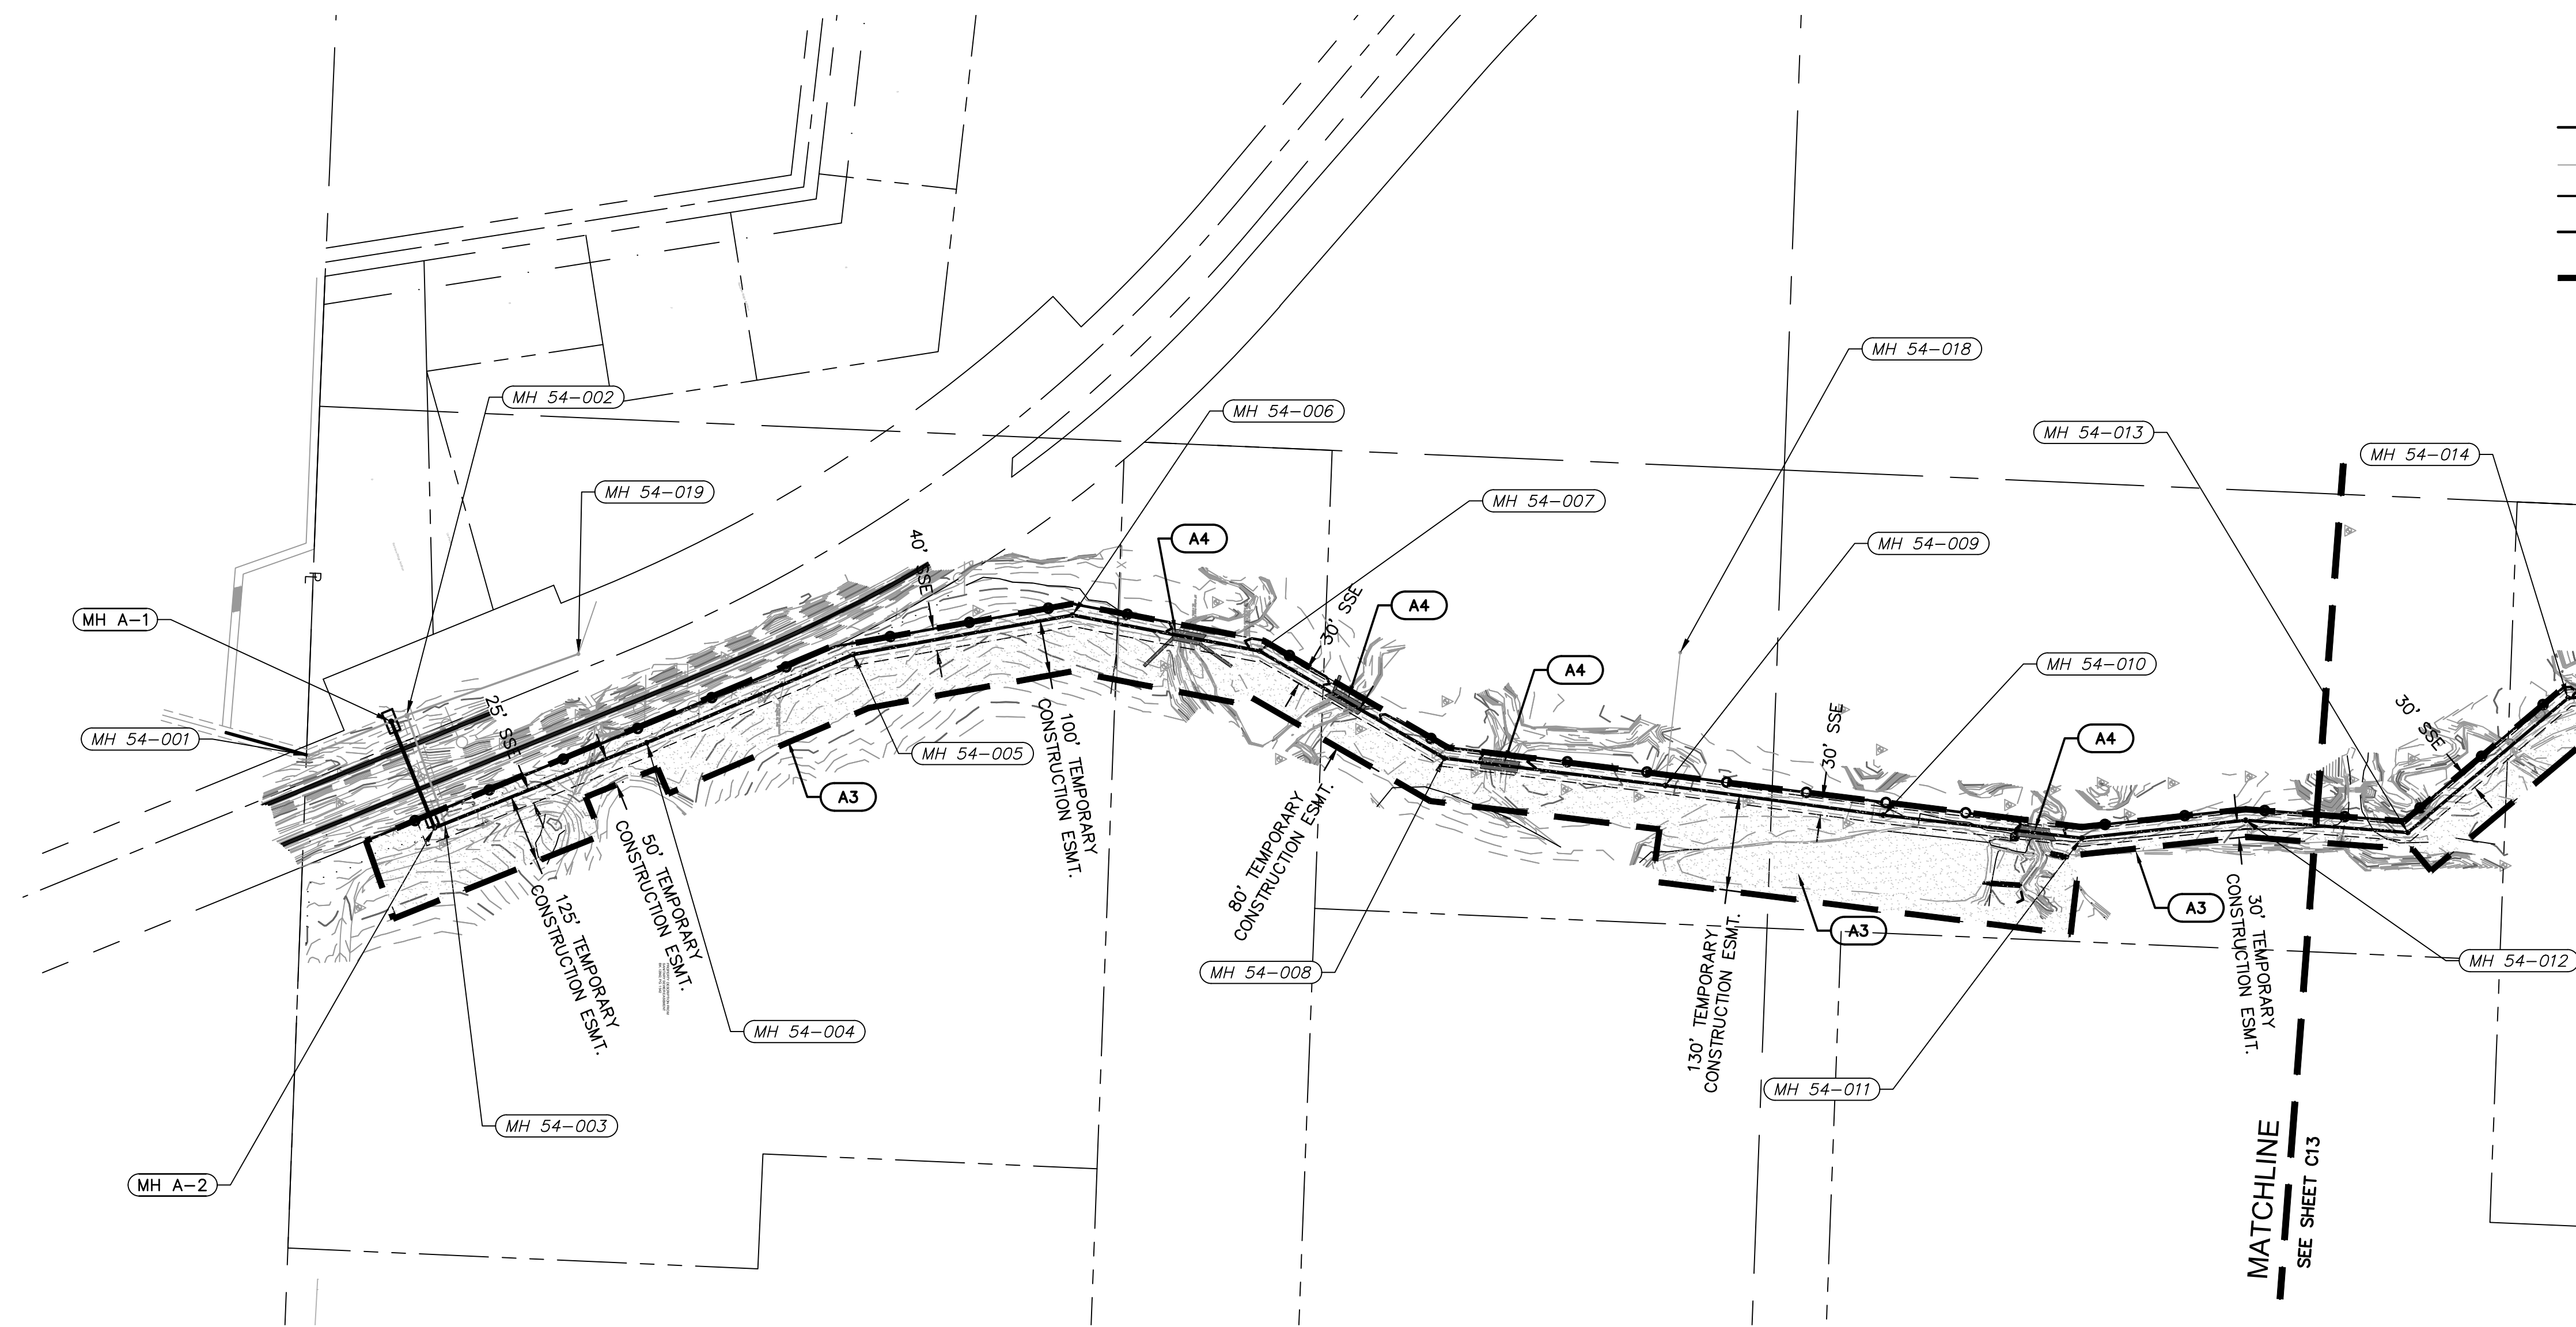 MH 54-018
MH 54-002
MH 54-006
MH 54-013
MH 54-014
MH 54-019
MH 54-007
A4
40' SSE
MH 54-009
30' SSE
A4
MH A-1
A4
MH 54-010
25' SSE
30' SSE
A4
30' SSE
MH 54-001
MH 54-005
100' TEMPORARY
CONSTRUCTION ESMT.
A3
50' TEMPORARY
CONSTRUCTION ESMT.
80' TEMPORARY
CONSTRUCTION ESMT.
125' TEMPORARY
CONSTRUCTION ESMT.
A3
A3
30' TEMPORARY
CONSTRUCTION ESMT.
130' TEMPORARY
CONSTRUCTION ESMT.
MH 54-008
MH 54-012
MH 54-004
MH 54-011
MH 54-003
MH A-2
MATCHLINE
SEE SHEET C13